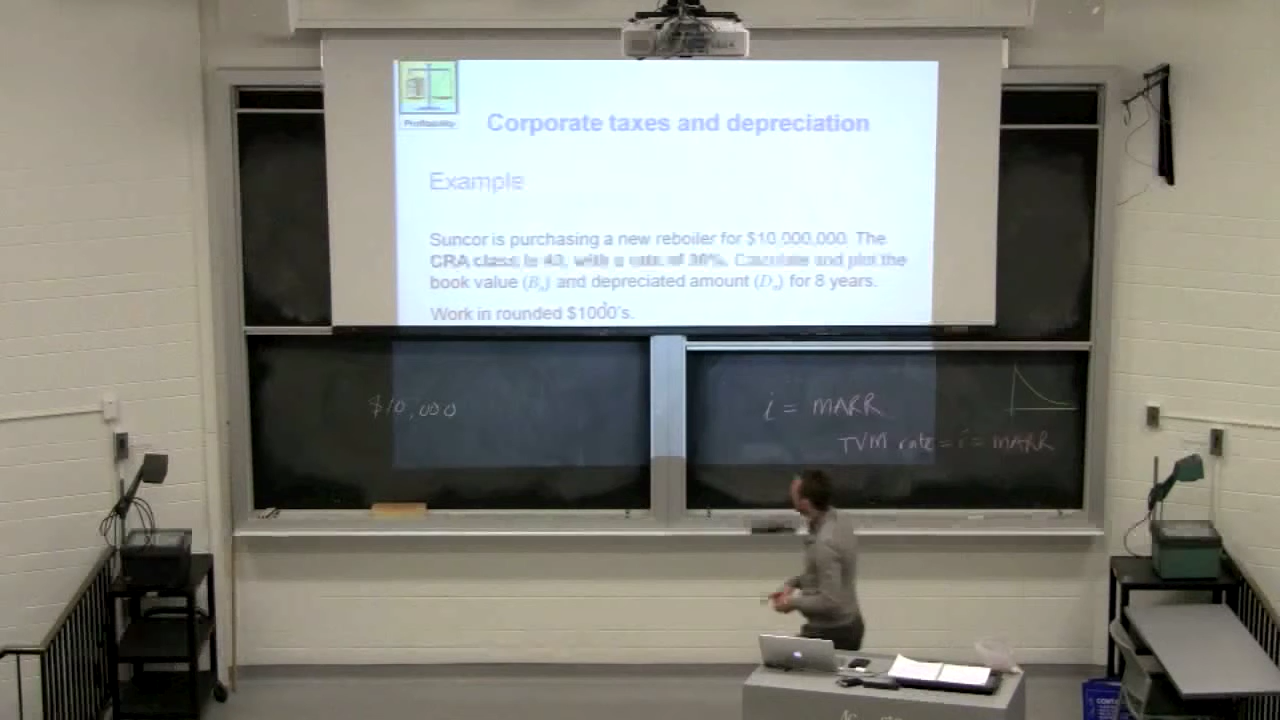 Profitability
Corporate taxes and depreciation
Example
Suncor is purchasing a new reboiler for $10,000,000. The
CRA class is 43, with a rate of 30%. Calculate and plot the
book value (Bₛ) and depreciated amount (Dₛ) for 8 years.
Work in rounded $1000's.
$10,000
i = MARR
TVM rate = i = MARR